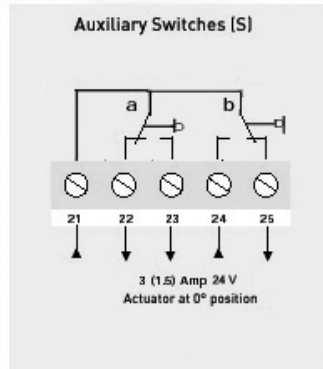 Auxiliary Switches (S)
a b
21 22 23 24 25
3 (1.5) Amp 24 V
Actuator at 0° position